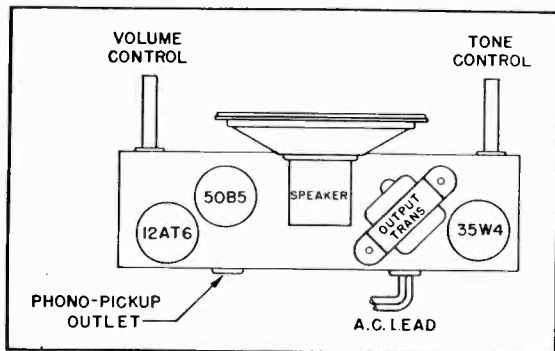 VOLUME
CONTROL
TONE
CONTROL
50B5
SPEAKER
OUTPUT
TRANS
12AT6
35W4
PHONO-PICKUP
OUTLET
A.C. LEAD